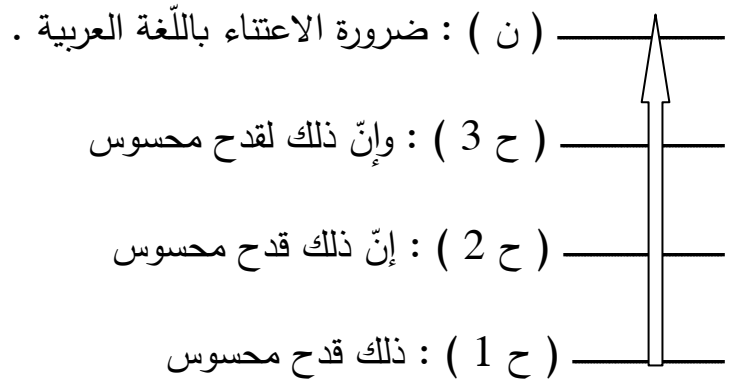 ( ن ) : ضرورة الاعتناء باللّغة العربية .
( ح 3 ) : وإنّ ذلك لقدح محسوس
( ح 2 ) : إنّ ذلك قدح محسوس
( ح 1 ) : ذلك قدح محسوس